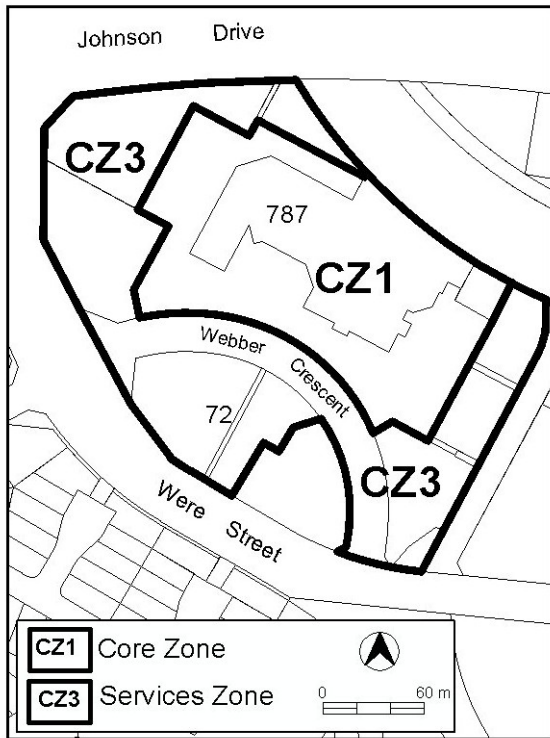 Johnson Drive
CZ3
787
CZ1
Webber Crescent
72
CZ3
Were Street
CZ1 Core Zone
CZ3 Services Zone
0 60 m